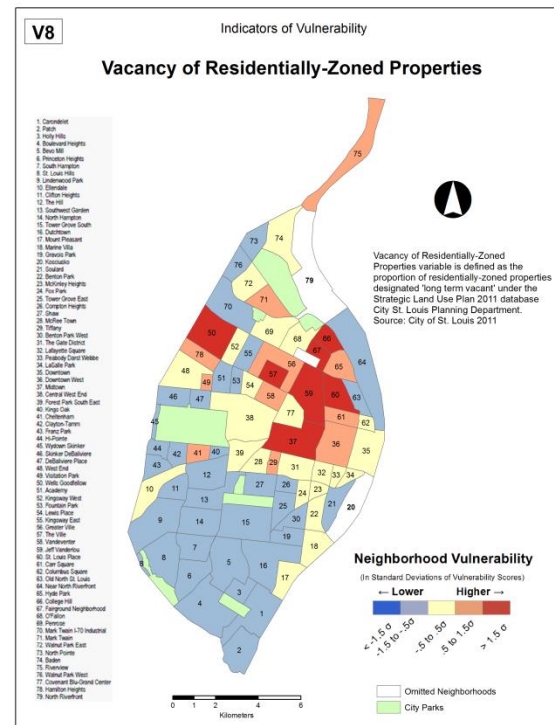 V8
Indicators of Vulnerability
Vacancy of Residentially-Zoned Properties
1. Carondelet
2. Patch
3. Holly Hills
4. Boulevard Heights
5. Bevo Mill
6. Princeton Heights
7. South Hampton
8. St. Louis Hills
9. Lindenwood Park
10. Ellendale
11. Clifton Heights
12. The Hill
13. Southwest Garden
14. North Hampton
15. Tower Grove South
16. Dutchtown
17. Mount Pleasant
18. Marine Villa
19. Gravois Park
20. Kosciusko
21. Soulard
22. Benton Park
23. McKinley Heights
24. Fox Park
25. Tower Grove East
26. Compton Heights
27. Shaw
28. McRee Town
29. Tiffany
30. Benton Park West
31. The Gate District
32. Lafayette Square
33. Peabody Darst Webbe
34. LaSalle Park
35. Downtown
36. Downtown West
37. Midtown
38. Central West End
39. Forest Park South East
40. Kings Oak
41. Cheltenham
42. Clayton-Tamm
43. Franz Park
44. Hi-Pointe
45. Wydown Skinker
46. Skinker DeBaliviere
47. DeBaliviere Place
48. West End
49. Visitation Park
50. Wells Goodfellow
51. Academy
52. Kingsway West
53. Fountain Park
54. Lewis Place
55. Kingsway East
56. Greater Ville
57. The Ville
58. Vandeventer
59. Jeff Vanderlou
60. St. Louis Place
61. Carr Square
62. Columbus Square
63. Old North St. Louis
64. Near North Riverfront
65. Hyde Park
66. College Hill
67. Fairground Neighborhood
68. O'Fallon
69. Penrose
70. Mark Twain I-70 Industrial
71. Mark Twain
72. Walnut Park East
73. North Pointe
74. Baden
75. Riverview
76. Walnut Park West
77. Covenant Blu-Grand Center
78. Hamilton Heights
79. North Riverfront
75
74
73
79
76
72
71
70
50
69
68
66
67
52
55
56
65
64
78
57
48
51
53
54
58
59
60
63
49
46
47
77
61
62
45
38
37
36
35
44
42
41
40
39
43
28
29
31
32
33
34
12
27
26
24
23
20
10
11
13
25
30
22
21
9
14
15
19
18
8
8
7
5
16
17
6
3
4
1
2
Vacancy of Residentially-Zoned
Properties variable is defined as the
proportion of residentially-zoned properties
designated 'long term vacant' under the
Strategic Land Use Plan 2011 database
City St. Louis Planning Department.
Source: City of St. Louis 2011
Neighborhood Vulnerability
(In Standard Deviations of Vulnerability Scores)
← Lower Higher →
< -1.5 σ
-1.5 to -.5σ
-.5 to .5σ
.5 to 1.5σ
> 1.5 σ
Omitted Neighborhoods
City Parks
0 1 2 4 6
Kilometers